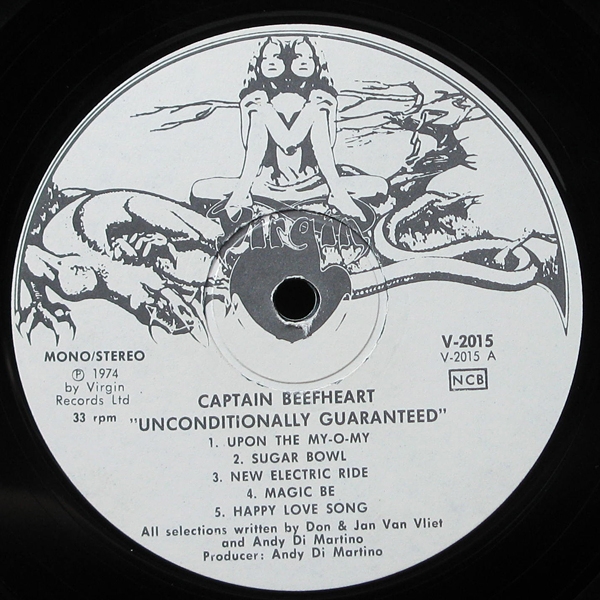 Virgin
MONO/STEREO
Ⓟ 1974
by Virgin
Records Ltd
33 rpm
V-2015
V-2015 A
NCB
CAPTAIN BEEFHEART
"UNCONDITIONALLY GUARANTEED"
1. UPON THE MY-O-MY
2. SUGAR BOWL
3. NEW ELECTRIC RIDE
4. MAGIC BE
5. HAPPY LOVE SONG
All selections written by Don & Jan Van Vliet
and Andy Di Martino
Producer: Andy Di Martino